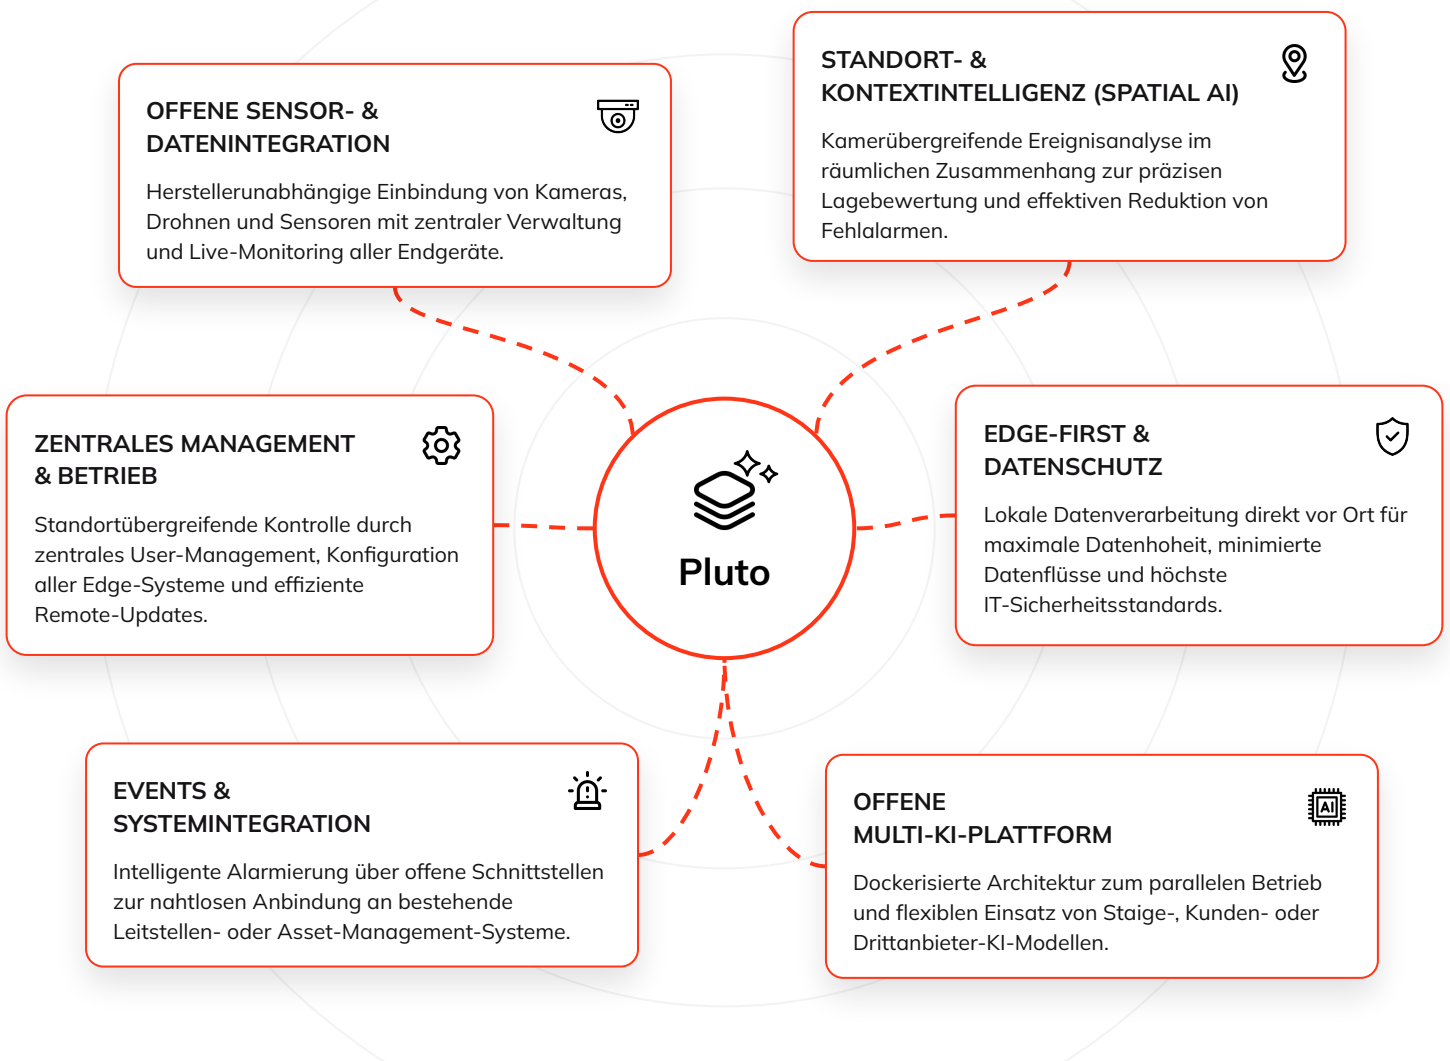 OFFENE SENSOR- &
DATENINTEGRATION
Herstellerunabhängige Einbindung von Kameras,
Drohnen und Sensoren mit zentraler Verwaltung
und Live-Monitoring aller Endgeräte.
STANDORT- &
KONTEXTINTELLIGENZ (SPATIAL AI)
Kamerübergreifende Ereignisanalyse im
räumlichen Zusammenhang zur präzisen
Lagebewertung und effektiven Reduktion von
Fehlalarmen.
ZENTRALES MANAGEMENT
& BETRIEB
Standortübergreifende Kontrolle durch
zentrales User-Management, Konfiguration
aller Edge-Systeme und effiziente
Remote-Updates.
Pluto
EDGE-FIRST &
DATENSCHUTZ
Lokale Datenverarbeitung direkt vor Ort für
maximale Datenhoheit, minimierte
Datenflüsse und höchste
IT-Sicherheitsstandards.
EVENTS &
SYSTEMINTEGRATION
Intelligente Alarmierung über offene Schnittstellen
zur nahtlosen Anbindung an bestehende
Leitstellen- oder Asset-Management-Systeme.
OFFENE
MULTI-KI-PLATTFORM
AI
Dockerisierte Architektur zum parallelen Betrieb
und flexiblen Einsatz von Staige-, Kunden- oder
Drittanbieter-KI-Modellen.